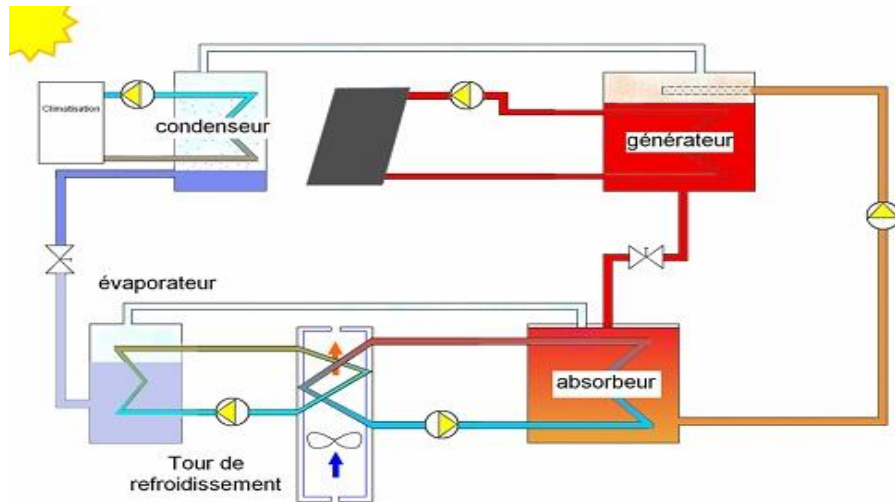 Climatisation
condenseur
générateur
évaporateur
absorbeur
Tour de
refroidissement